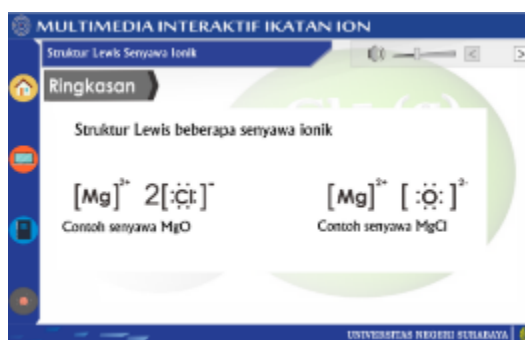 MULTIMEDIA INTERAKTIF IKATAN ION
Struktur Lewis Senyawa Ionik
Ringkasan
Struktur Lewis beberapa senyawa ionik
[Mg]²⁺ 2[:Cl:]⁻ [Mg]²⁺ [:O:]²⁻
Contoh senyawa MgO Contoh senyawa MgCl
UNIVERSITAS NEGERI SURABAYA